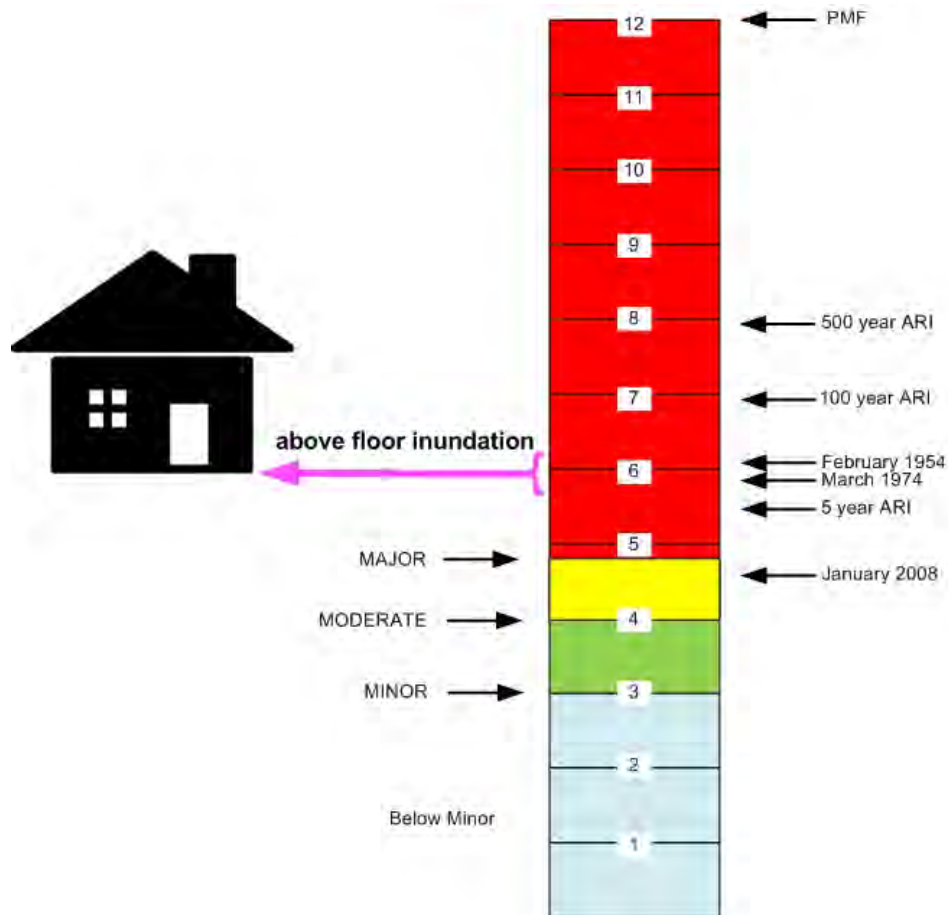 12
PMF
11
10
9
8
500 year ARI
7
100 year ARI
above floor inundation
February 1954
6
March 1974
5 year ARI
5
MAJOR
January 2008
4
MODERATE
3
MINOR
2
Below Minor
1